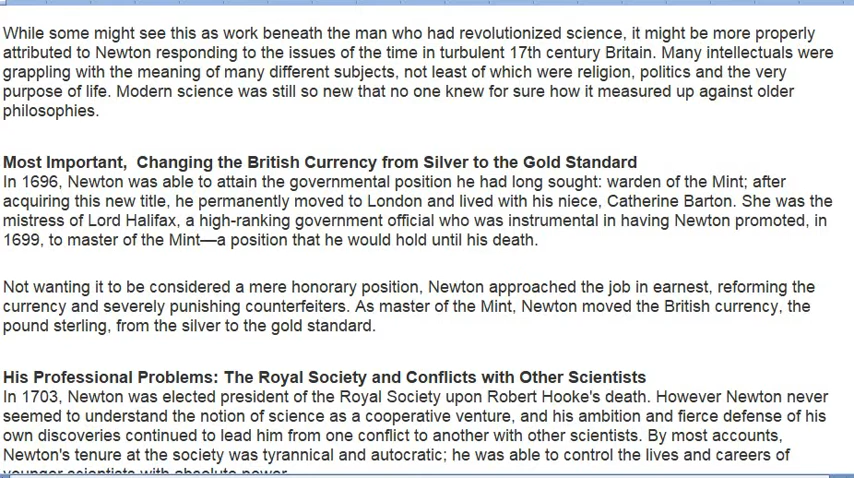 While some might see this as work beneath the man who had revolutionized science, it might be more properly
attributed to Newton responding to the issues of the time in turbulent 17th century Britain. Many intellectuals were
grappling with the meaning of many different subjects, not least of which were religion, politics and the very
purpose of life. Modern science was still so new that no one knew for sure how it measured up against older
philosophies.
Most Important,  Changing the British Currency from Silver to the Gold Standard
In 1696, Newton was able to attain the governmental position he had long sought: warden of the Mint; after
acquiring this new title, he permanently moved to London and lived with his niece, Catherine Barton. She was the
mistress of Lord Halifax, a high-ranking government official who was instrumental in having Newton promoted, in
1699, to master of the Mint—a position that he would hold until his death.
Not wanting it to be considered a mere honorary position, Newton approached the job in earnest, reforming the
currency and severely punishing counterfeiters. As master of the Mint, Newton moved the British currency, the
pound sterling, from the silver to the gold standard.
His Professional Problems: The Royal Society and Conflicts with Other Scientists
In 1703, Newton was elected president of the Royal Society upon Robert Hooke's death. However Newton never
seemed to understand the notion of science as a cooperative venture, and his ambition and fierce defense of his
own discoveries continued to lead him from one conflict to another with other scientists. By most accounts,
Newton's tenure at the society was tyrannical and autocratic; he was able to control the lives and careers of
younger scientists with absolute power.